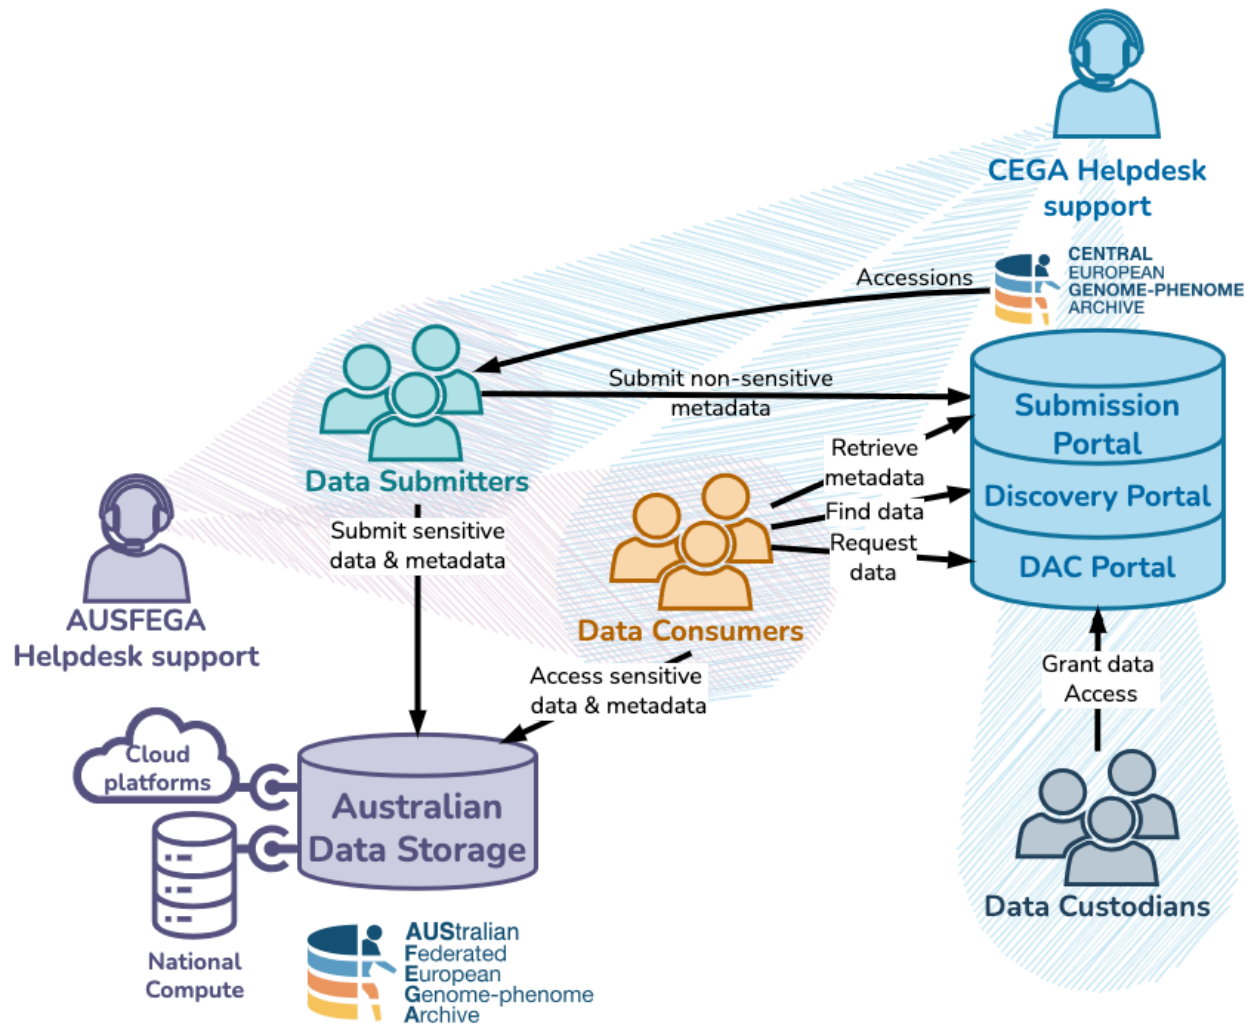 CEGA Helpdesk
support
CENTRAL
EUROPEAN
GENOME-PHENOME
ARCHIVE
Accessions
Submit non-sensitive
metadata
Submission
Portal
Discovery Portal
DAC Portal
Retrieve
metadata
Find data
Request
data
Data Submitters
Submit sensitive
data & metadata
Data Consumers
Access sensitive
data & metadata
AUSFEGA
Helpdesk support
Grant data
Access
Data Custodians
Cloud
platforms
Australian
Data Storage
National
Compute
AUStralian
Federated
European
Genome-phenome
Archive